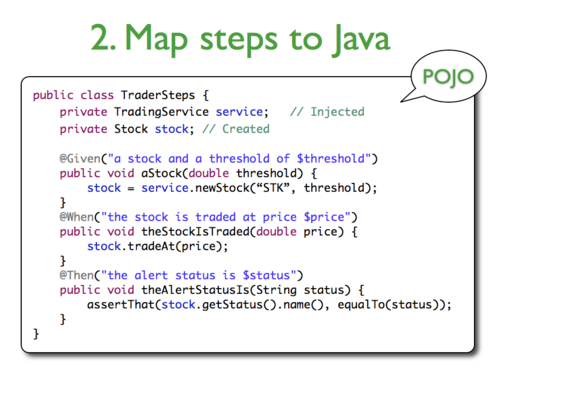 2. Map steps to Java
POJO
public class TraderSteps {
    private TradingService service;   // Injected
    private Stock stock; // Created

    @Given("a stock and a threshold of $threshold")
    public void aStock(double threshold) {
        stock = service.newStock(“STK”, threshold);
    }
    @When("the stock is traded at price $price")
    public void theStockIsTraded(double price) {
        stock.tradeAt(price);
    }
    @Then("the alert status is $status")
    public void theAlertStatusIs(String status) {
        assertThat(stock.getStatus().name(), equalTo(status));
    }
}